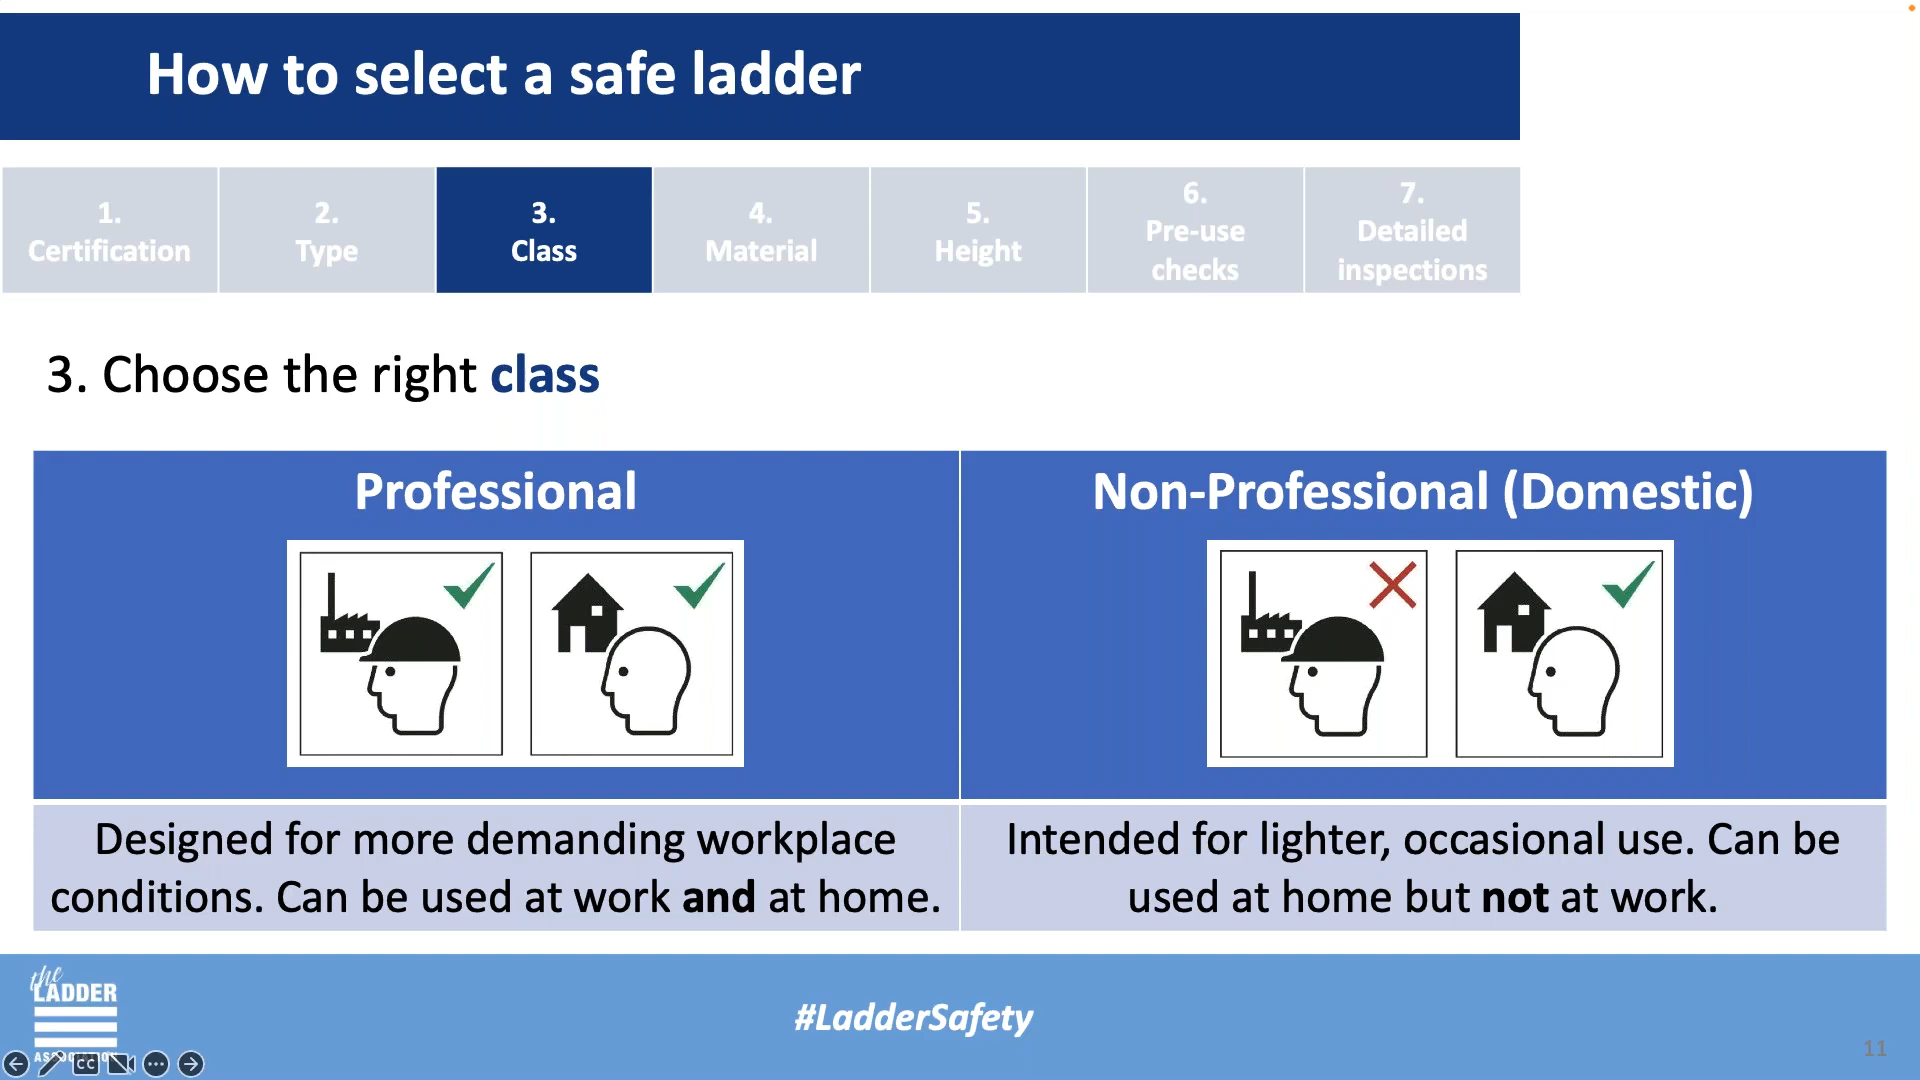 How to select a safe ladder
1.
Certification
2.
Type
3.
Class
4.
Material
5.
Height
6.
Pre-use
checks
7.
Detailed
inspections
3. Choose the right class
Professional
Non-Professional (Domestic)
Designed for more demanding workplace
conditions. Can be used at work and at home.
Intended for lighter, occasional use. Can be
used at home but not at work.
the
LADDER
ASSOCIATION
#LadderSafety
CC
11